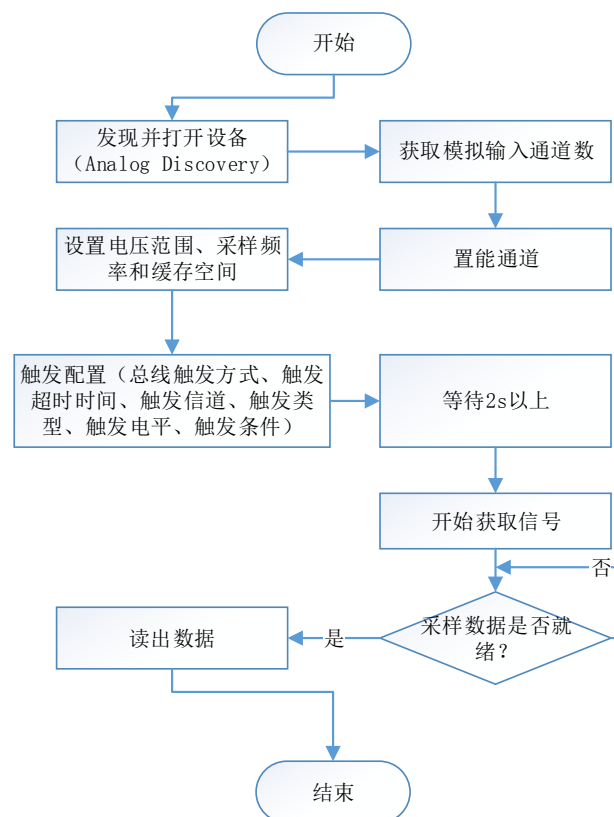 开始
发现并打开设备
（Analog Discovery）
获取模拟输入通道数
置能通道
设置电压范围、采样频
率和缓存空间
触发配置（总线触发方式、触发
超时时间、触发信道、触发类
型、触发电平、触发条件）
等待2s以上
开始获取信号
否
采样数据是否就
绪？
是
读出数据
结束